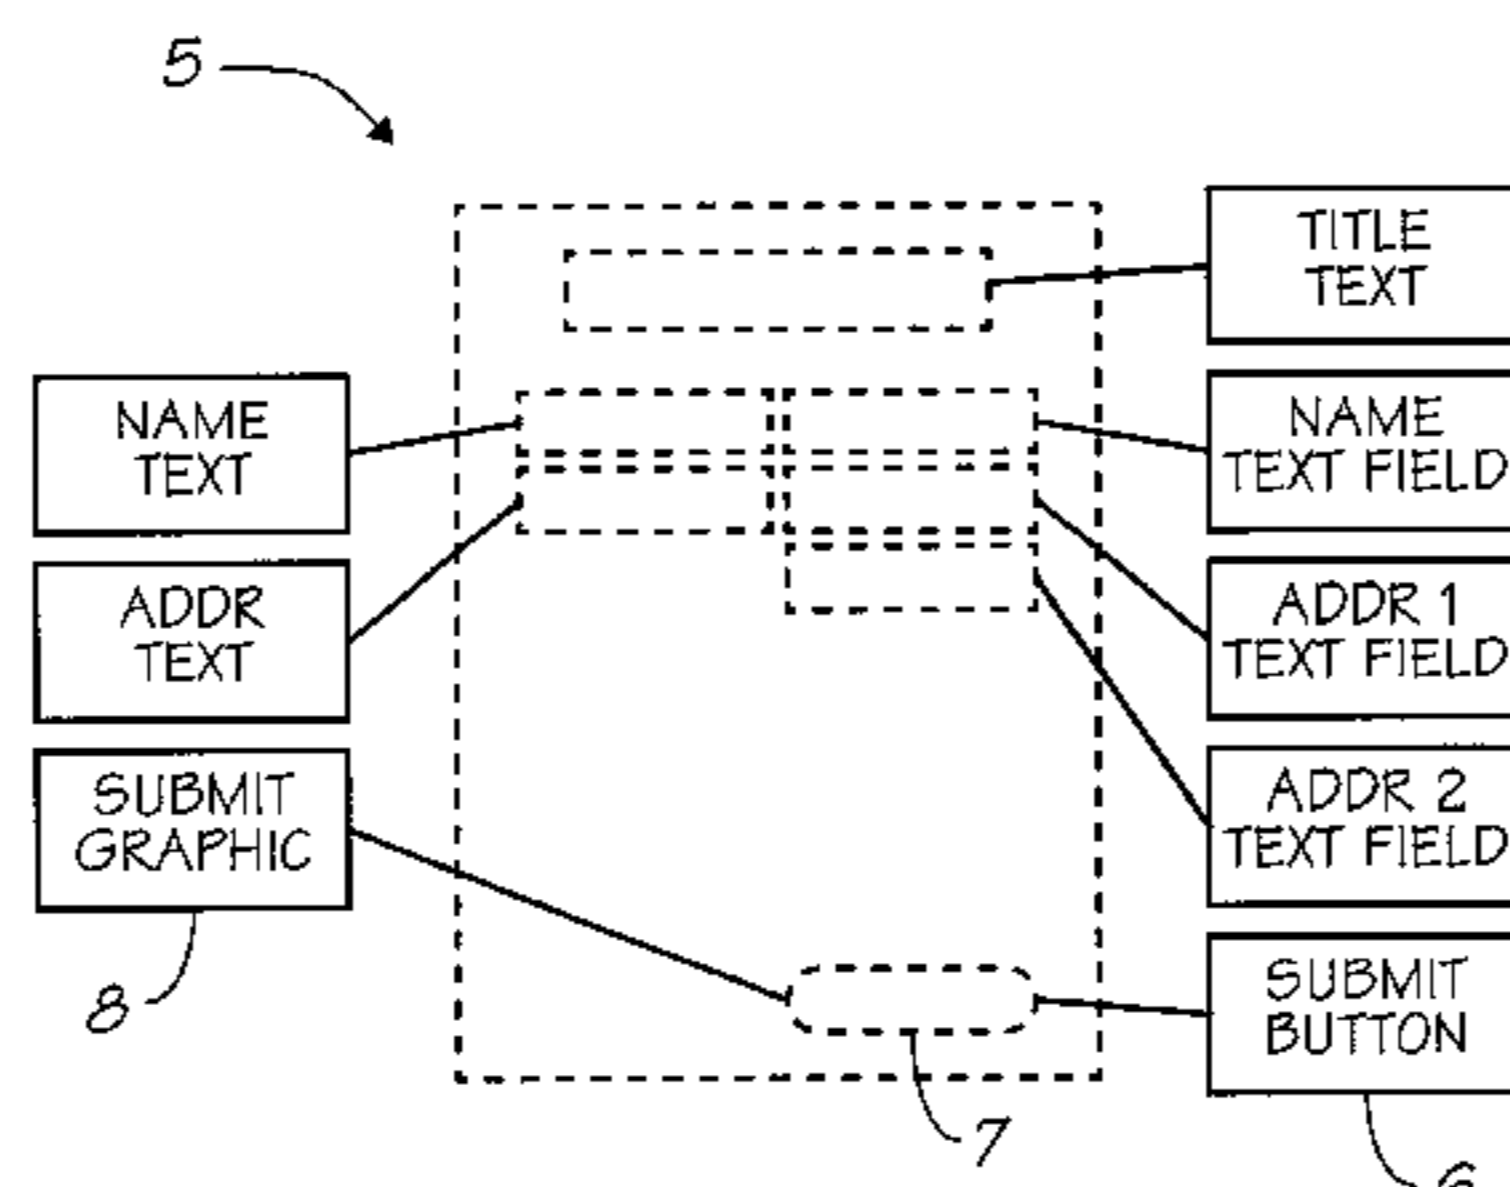 5
TITLE
TEXT
NAME
TEXT
NAME
TEXT FIELD
ADDR
TEXT
ADDR 1
TEXT FIELD
SUBMIT
GRAPHIC
ADDR 2
TEXT FIELD
8
SUBMIT
BUTTON
7
6